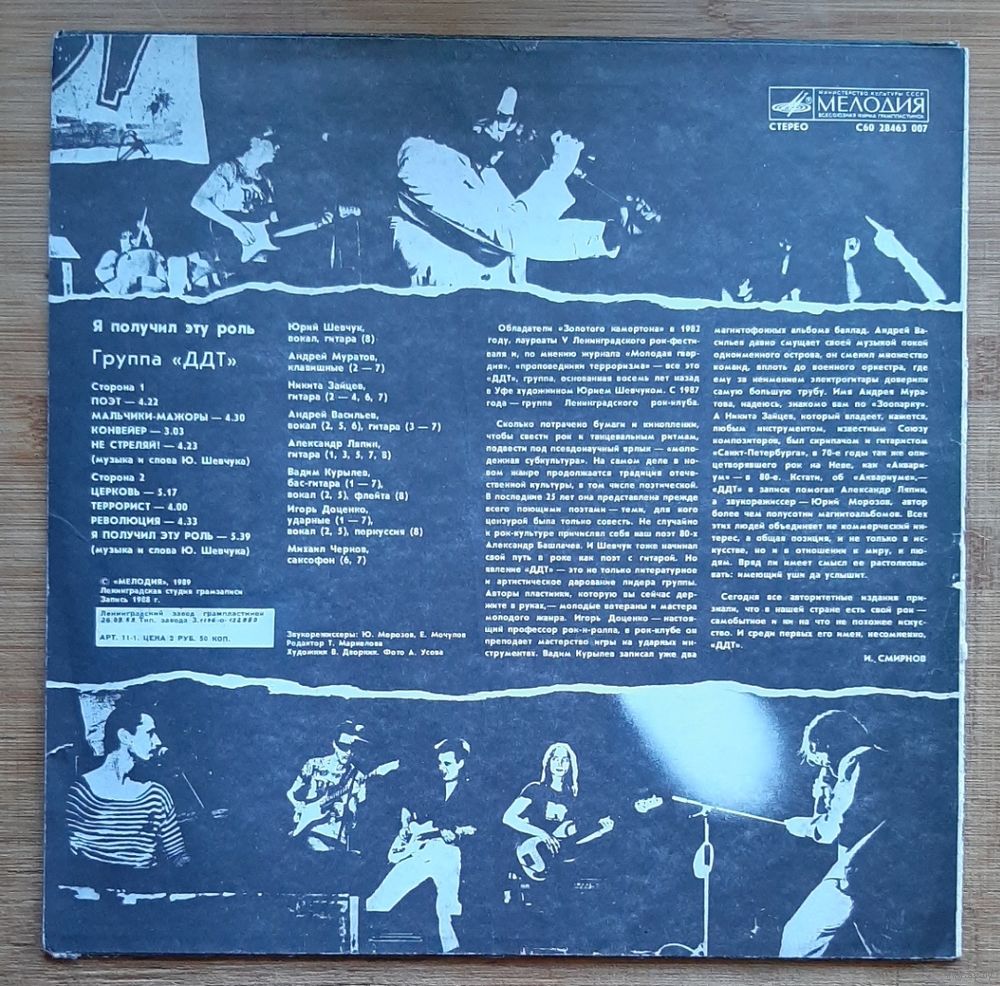 МИНИСТЕРСТВО КУЛЬТУРЫ СССР
МЕЛОДИЯ
ВСЕСОЮЗНАЯ ФИРМА ГРАМПЛАСТИНОК
СТЕРЕО
С60 28463 007
Я получил эту роль
Группа «ДДТ»
Сторона 1
ПОЭТ — 4.22
МАЛЬЧИКИ-МАЖОРЫ — 4.30
КОНВЕЙЕР — 3.03
НЕ СТРЕЛЯЙ! — 4.23
(музыка и слова Ю. Шевчука)
Сторона 2
ЦЕРКОВЬ — 5.17
ТЕРРОРИСТ — 4.00
РЕВОЛЮЦИЯ — 4.33
Я ПОЛУЧИЛ ЭТУ РОЛЬ — 5.39
(музыка и слова Ю. Шевчука)
© «МЕЛОДИЯ», 1989
Ленинградская студия грамзаписи
Запись 1988 г.
Ленинградский завод грампластинок
АРТ. 11-1. ЦЕНА 2 РУБ. 50 КОП.
Юрий Шевчук,
вокал, гитара (8)
Андрей Муратов,
клавишные (2 — 7)
Никита Зайцев,
гитара (2 — 4, 6, 7)
Андрей Васильев,
вокал (2, 5, 6), гитара (3 — 7)
Александр Ляпин,
гитара (1, 3, 5, 7, 8)
Вадим Курылев,
бас-гитара (1 — 7),
вокал (2, 5), флейта (8)
Игорь Доценко,
ударные (1 — 7),
вокал (2, 5), перкуссия (8)
Михаил Чернов,
саксофон (6, 7)
Звукорежиссеры: Ю. Морозов, Е. Мочулов
Редактор Т. Мариелова
Художник В. Дворник. Фото А. Усова
Обладатели «Золотого камертона» в 1982
году, лауреаты V Ленинградского рок-фести-
валя и, по мнению журнала «Молодая гвар-
дия», «проповедники терроризма» — все это
«ДДТ», группа, основанная восемь лет назад
в Уфе художником Юрием Шевчуком. С 1987
года — группа Ленинградского рок-клуба.
Сколько потрачено бумаги и кинопленки,
чтобы свести рок к танцевальным ритмам,
подвести под псевдонаучный ярлык — «моло-
дежная субкультура». На самом деле в но-
вом жанре продолжается традиция отечест-
венной культуры, в том числе поэтической.
В последние 25 лет она представлена прежде
всего поющими поэтами — теми, для кого
цензурой была только совесть. Не случайно
к рок-культуре причислял себя наш поэт 80-х
Александр Башлачев. И Шевчук тоже начинал
свой путь в роке как поэт с гитарой. Но
явление «ДДТ» — это не только литературное
и артистическое дарование лидера группы.
Авторы пластинки, которую вы сейчас дер-
жите в руках, — молодые ветераны и мастера
молодого жанра. Игорь Доценко — настоя-
щий профессор рок-н-ролла, в рок-клубе он
преподает мастерство игры на ударных ин-
струментах. Вадим Курылев записал уже два
магнитофонных альбома баллад. Андрей Ва-
сильев давно смущает своей музыкой покой
одноименного острова, он сменил множество
команд, вплоть до военного оркестра, где
ему за неимением электрогитары доверили
самую большую трубу. Имя Андрея Мура-
това, надеюсь, знакомо вам по «Зоопарку».
А Никита Зайцев, который владеет, кажется,
любым инструментом, известным Союзу
композиторов, был скрипачом и гитаристом
«Санкт-Петербурга», в 70-е годы так же оли-
цетворявшего рок на Неве, как «Аквари-
ум» — в 80-е. Кстати, об «Аквариуме», —
«ДДТ» в записи помогал Александр Ляпин,
а звукорежиссер — Юрий Морозов, автор
более чем полусотни магнитоальбомов. Всех
этих людей объединяет не коммерческий ин-
терес, а общая позиция, и не только в ис-
кусстве, но и в отношении к миру, к лю-
дям. Вряд ли имеет смысл ее растолковы-
вать: имеющий уши да услышит.
Сегодня все авторитетные издания при-
знали, что в нашей стране есть свой рок —
самобытное и ни на что не похожее искус-
ство. И среди первых его имен, несомненно,
«ДДТ».
И. СМИРНОВ